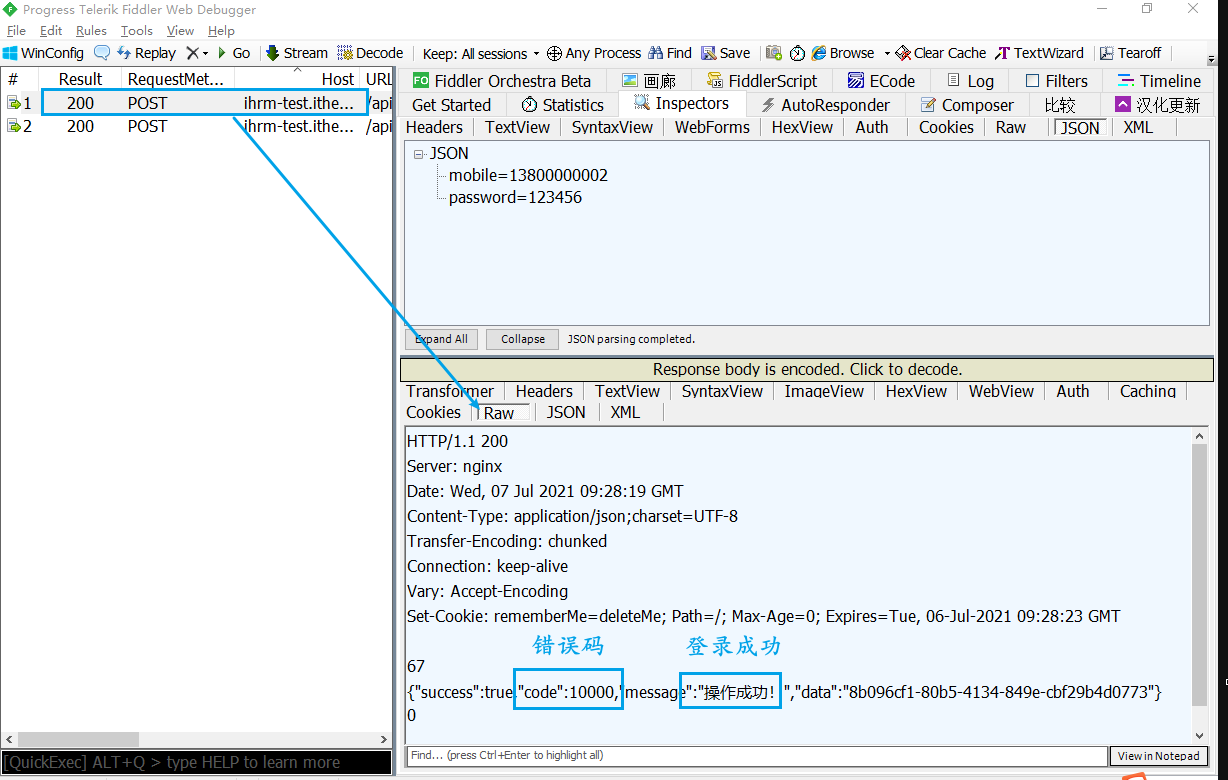 Progress Telerik Fiddler Web Debugger
File Edit Rules Tools View Help
WinConfig Replay Go Stream Decode Keep: All sessions Any Process Find Save Browse Clear Cache TextWizard Tearoff
# Result RequestMet... Host URL
1 200 POST ihrm-test.ithe... /api
2 200 POST ihrm-test.ithe... /api
FO Fiddler Orchestra Beta 画廊 FiddlerScript ECode Log Filters Timeline
Get Started Statistics Inspectors AutoResponder Composer 比较 汉化更新
Headers TextView SyntaxView WebForms HexView Auth Cookies Raw JSON XML
JSON
mobile=13800000002
password=123456
Expand All Collapse JSON parsing completed.
Response body is encoded. Click to decode.
Transformer Headers TextView SyntaxView ImageView HexView WebView Auth Caching
Cookies Raw JSON XML
HTTP/1.1 200
Server: nginx
Date: Wed, 07 Jul 2021 09:28:19 GMT
Content-Type: application/json;charset=UTF-8
Transfer-Encoding: chunked
Connection: keep-alive
Vary: Accept-Encoding
Set-Cookie: rememberMe=deleteMe; Path=/; Max-Age=0; Expires=Tue, 06-Jul-2021 09:28:23 GMT
错误码 登录成功
67
{"success":true,"code":10000,"message":"操作成功！","data":"8b096cf1-80b5-4134-849e-cbf29b4d0773"}
0
[QuickExec] ALT+Q > type HELP to learn more
Find... (press Ctrl+Enter to highlight all) View in Notepad